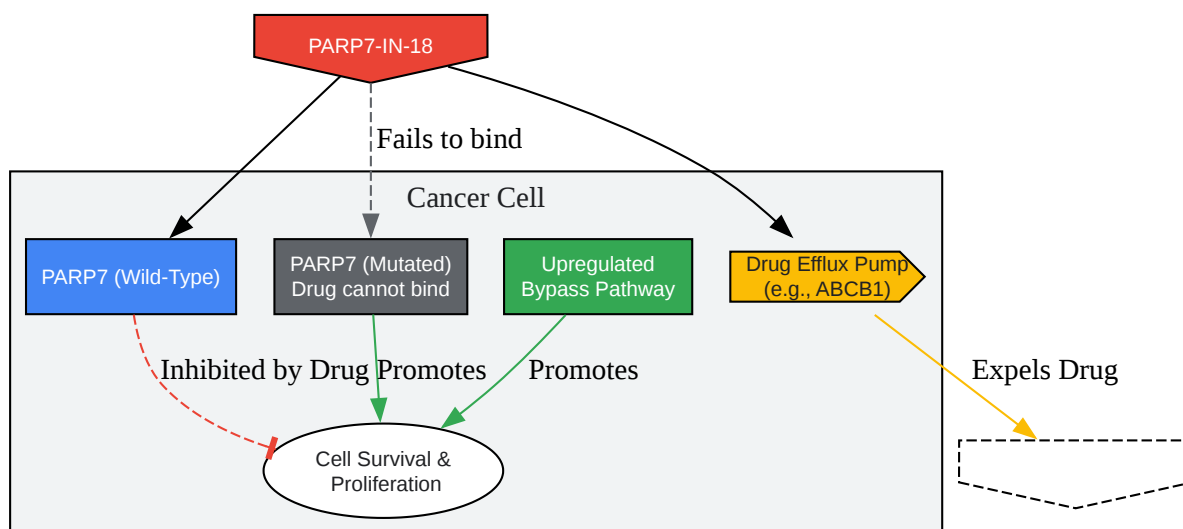 PARP7-IN-18
Fails to bind
Cancer Cell
PARP7 (Wild-Type)
PARP7 (Mutated)
Drug cannot bind
Upregulated
Bypass Pathway
Drug Efflux Pump
(e.g., ABCB1)
Inhibited by Drug
Promotes
Promotes
Expels Drug
Cell Survival &
Proliferation